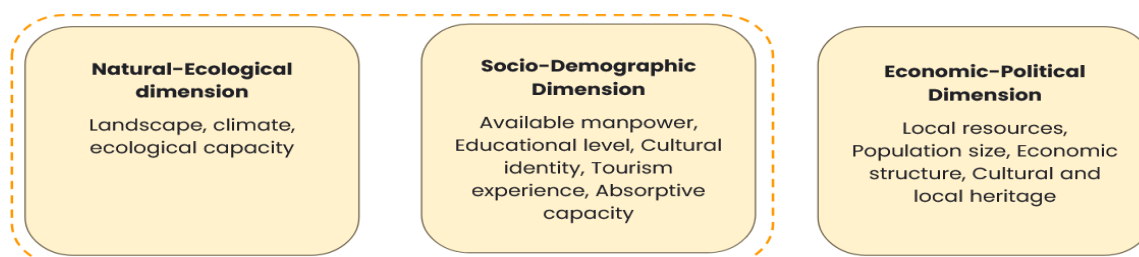 Natural-Ecological
dimension
Landscape, climate,
ecological capacity
Socio-Demographic
Dimension
Available manpower,
Educational level, Cultural
identity, Tourism
experience, Absorptive
capacity
Economic-Political
Dimension
Local resources,
Population size, Economic
structure, Cultural and
local heritage